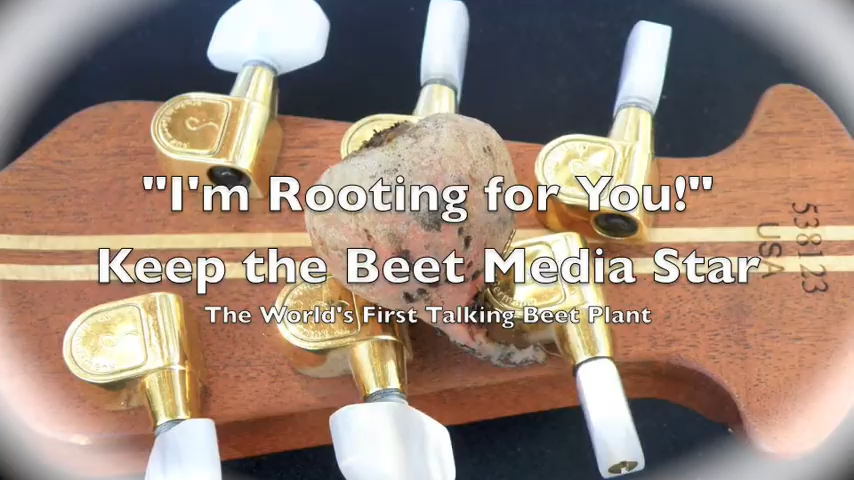 "I'm Rooting for You!"
Keep the Beet Media Star
The World's First Talking Beet Plant
538123
USA